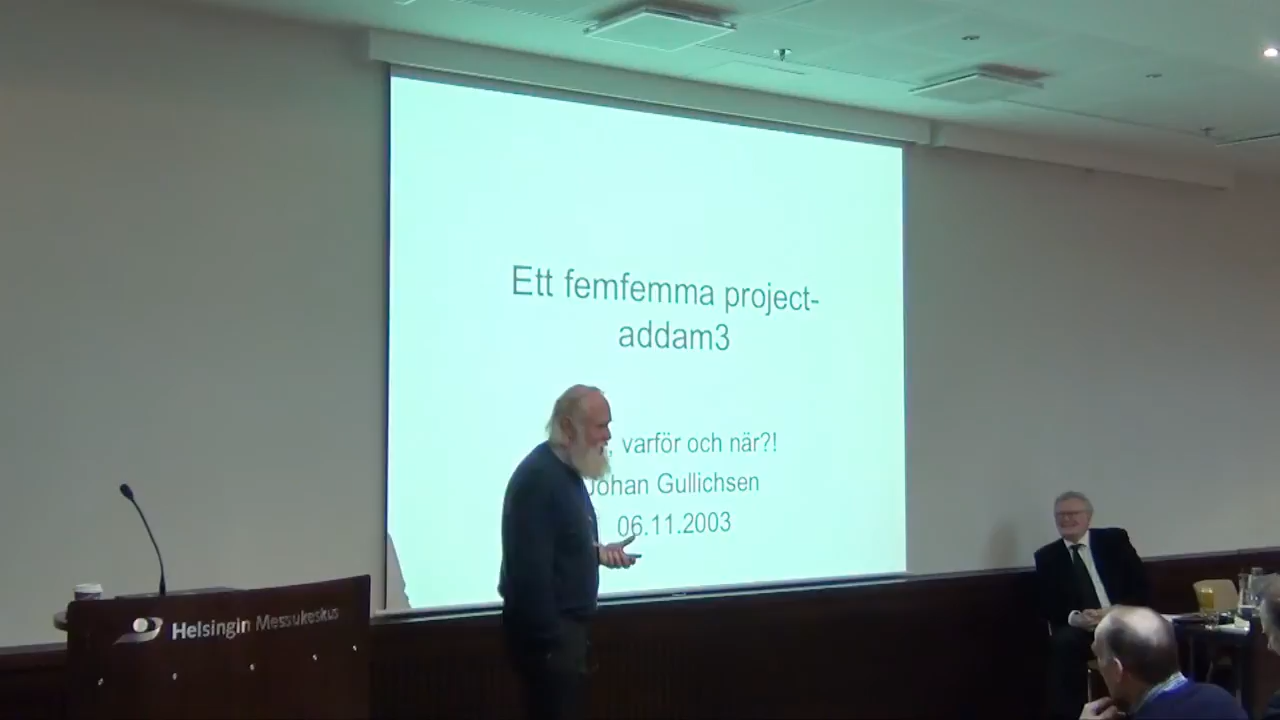 Ett femfemma project-
addam3
, varför och när?!
Johan Gullichsen
06.11.2003
Helsingin Messukeskus